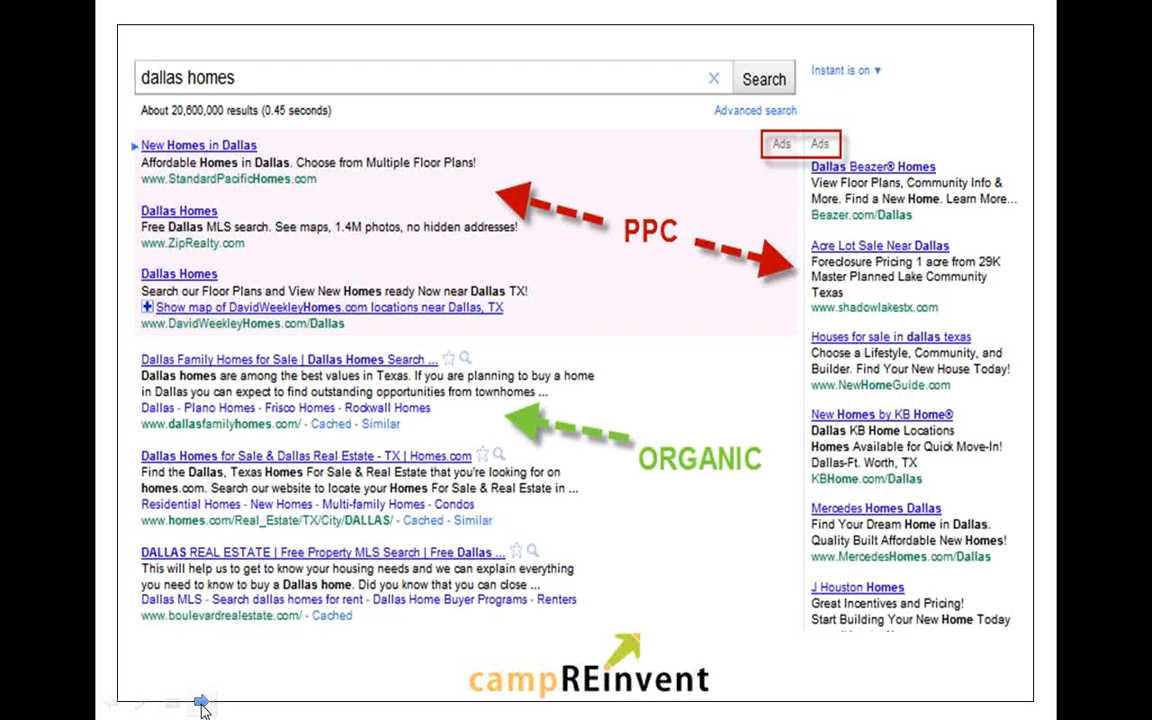 dallas homes
Search
Instant is on ▼
About 20,600,000 results (0.45 seconds)
Advanced search
New Homes in Dallas
Affordable Homes in Dallas. Choose from Multiple Floor Plans!
www.StandardPacificHomes.com
Dallas Homes
Free Dallas MLS search. See maps, 1.4M photos, no hidden addresses!
www.ZipRealty.com
Dallas Homes
Search our Floor Plans and View New Homes ready Now near Dallas TX!
Show map of DavidWeekleyHomes.com locations near Dallas, TX
www.DavidWeekleyHomes.com/Dallas
PPC
Dallas Family Homes for Sale | Dallas Homes Search ...
Dallas homes are among the best values in Texas. If you are planning to buy a home
in Dallas you can expect to find outstanding opportunities from townhomes ...
Dallas - Plano Homes - Frisco Homes - Rockwall Homes
www.dallasfamilyhomes.com/ - Cached - Similar
Dallas Homes for Sale & Dallas Real Estate - TX | Homes.com
Find the Dallas, Texas Homes For Sale & Real Estate that you're looking for on
homes.com. Search our website to locate your Homes For Sale & Real Estate in ...
Residential Homes - New Homes - Multi-family Homes - Condos
www.homes.com/Real_Estate/TX/City/DALLAS/ - Cached - Similar
DALLAS REAL ESTATE | Free Property MLS Search | Free Dallas ...
This will help us to get to know your housing needs and we can explain everything
you need to know to buy a Dallas home. Did you know that you can close ...
Dallas MLS - Search dallas homes for rent - Dallas Home Buyer Programs - Renters
www.boulevardrealestate.com/ - Cached
ORGANIC
Ads Ads
Dallas Beazer® Homes
View Floor Plans, Community Info &
More. Find a New Home. Learn More...
Beazer.com/Dallas
Acre Lot Sale Near Dallas
Foreclosure Pricing 1 acre from 29K
Master Planned Lake Community
Texas
www.shadowlakestx.com
Houses for sale in dallas texas
Choose a Lifestyle, Community, and
Builder. Find Your New House Today!
www.NewHomeGuide.com
New Homes by KB Home®
Dallas KB Home Locations
Homes Available for Quick Move-In!
Dallas-Ft. Worth, TX
KBHome.com/Dallas
Mercedes Homes Dallas
Find Your Dream Home in Dallas.
Quality Built Affordable New Homes!
www.MercedesHomes.com/Dallas
J Houston Homes
Great Incentives and Pricing!
Start Building Your New Home Today
campREinvent